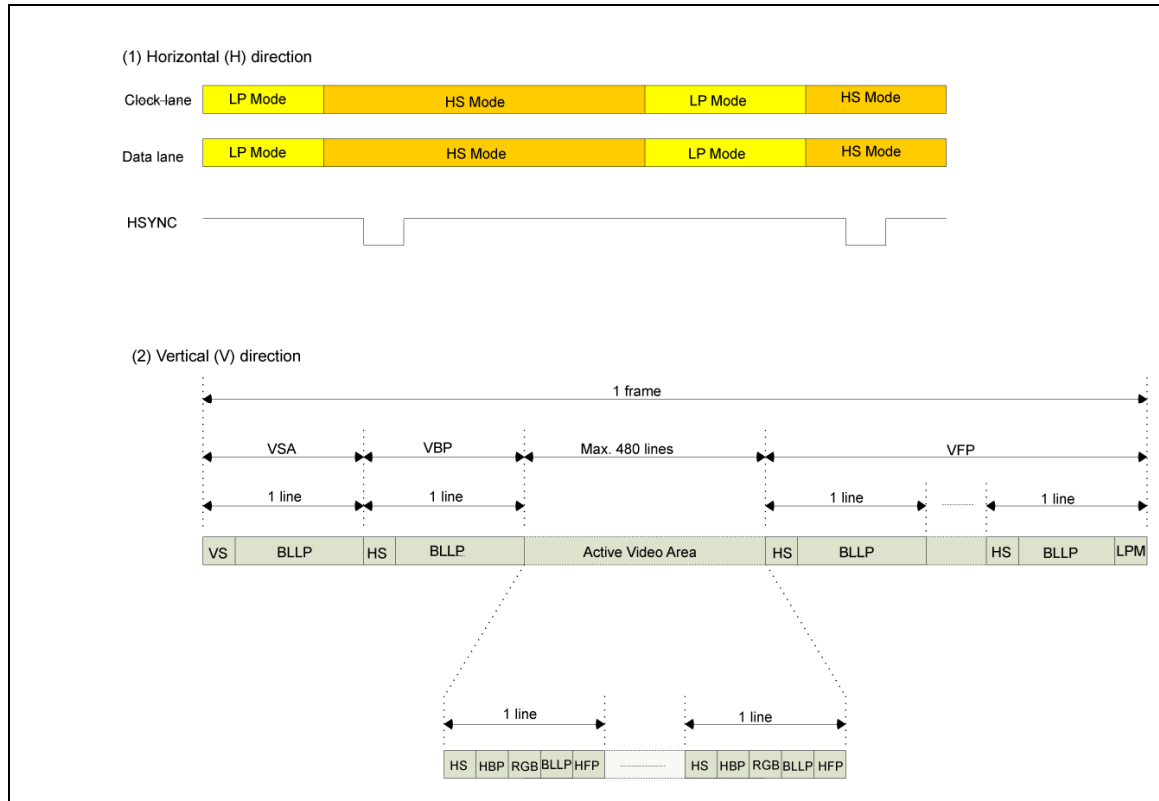 (1) Horizontal (H) direction
Clock lane LP Mode HS Mode LP Mode HS Mode
Data lane LP Mode HS Mode LP Mode HS Mode
HSYNC
(2) Vertical (V) direction
1 frame
VSA VBP Max. 480 lines VFP
1 line 1 line 1 line 1 line
VS BLLP HS BLLP Active Video Area HS BLLP HS BLLP LPM
1 line 1 line
HS HBP RGB BLLP HFP HS HBP RGB BLLP HFP